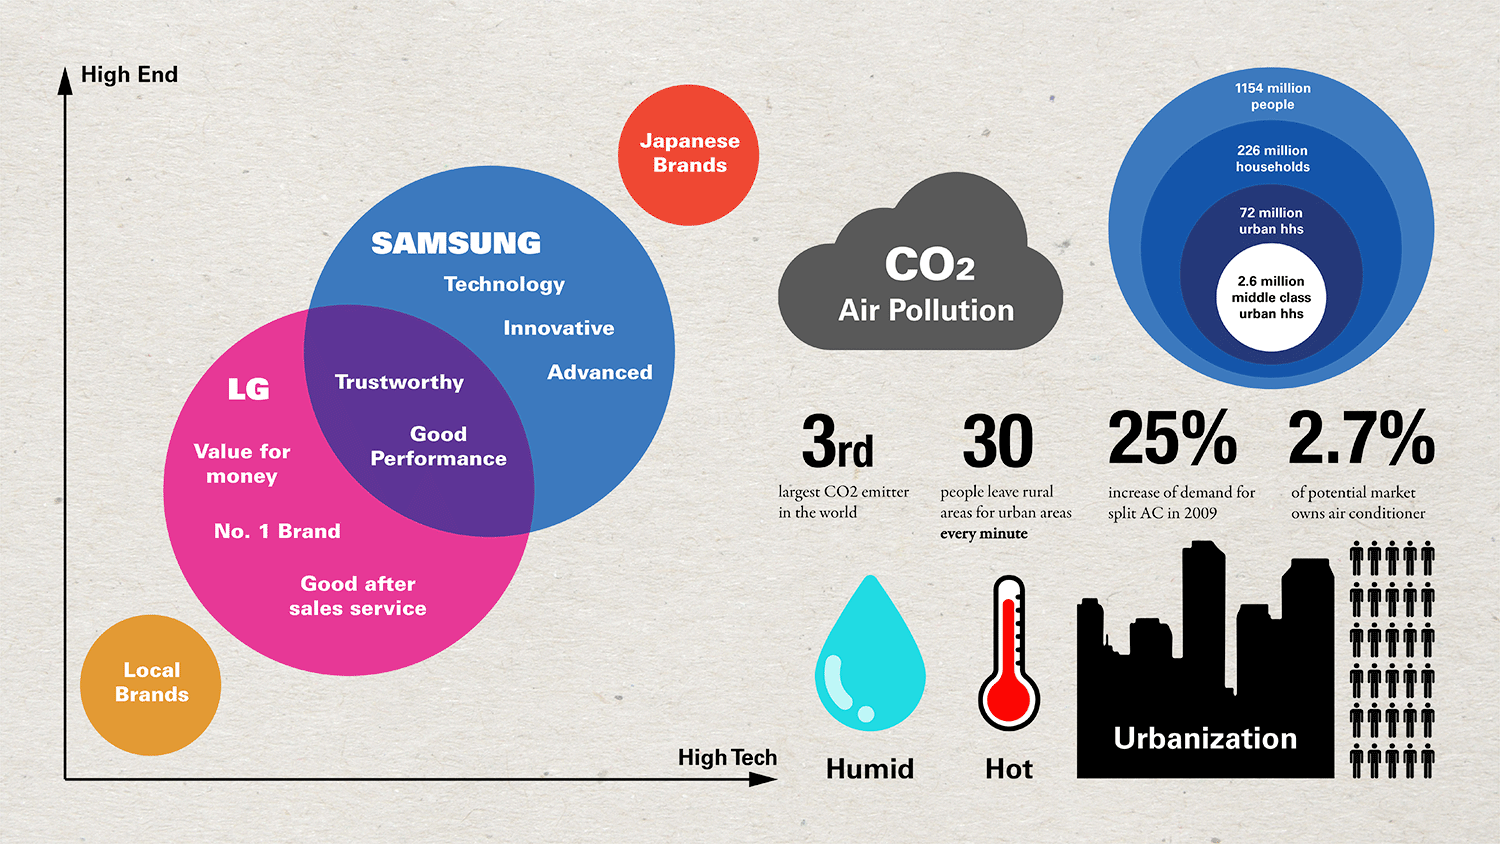 High End
Japanese
Brands
SAMSUNG
Technology
Innovative
Advanced
Trustworthy
Good
Performance
LG
Value for
money
No. 1 Brand
Good after
sales service
Local
Brands
High Tech
CO2
Air Pollution
1154 million
people
226 million
households
72 million
urban hhs
2.6 million
middle class
urban hhs
3rd
largest CO2 emitter
in the world
30
people leave rural
areas for urban areas
every minute
25%
increase of demand for
split AC in 2009
2.7%
of potential market
owns air conditioner
Humid
Hot
Urbanization